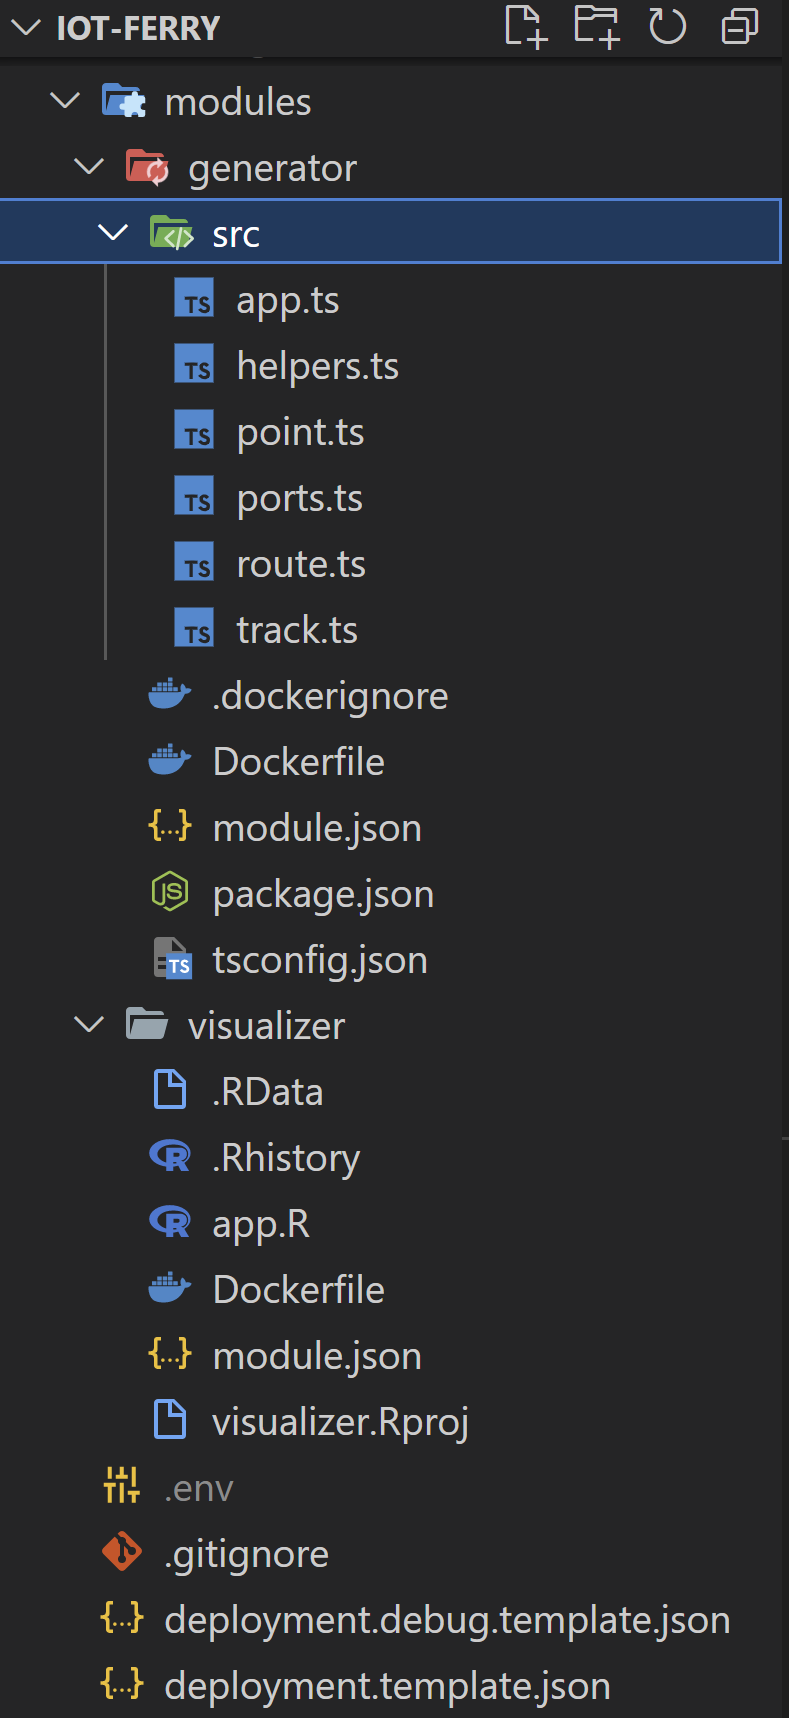 IOT-FERRY
modules
generator
src
TS app.ts
TS helpers.ts
TS point.ts
TS ports.ts
TS route.ts
TS track.ts
.dockerignore
Dockerfile
{...} module.json
JS package.json
TS tsconfig.json
visualizer
.RData
R .Rhistory
R app.R
Dockerfile
{...} module.json
visualizer.Rproj
.env
.gitignore
{...} deployment.debug.template.json
{...} deployment.template.json